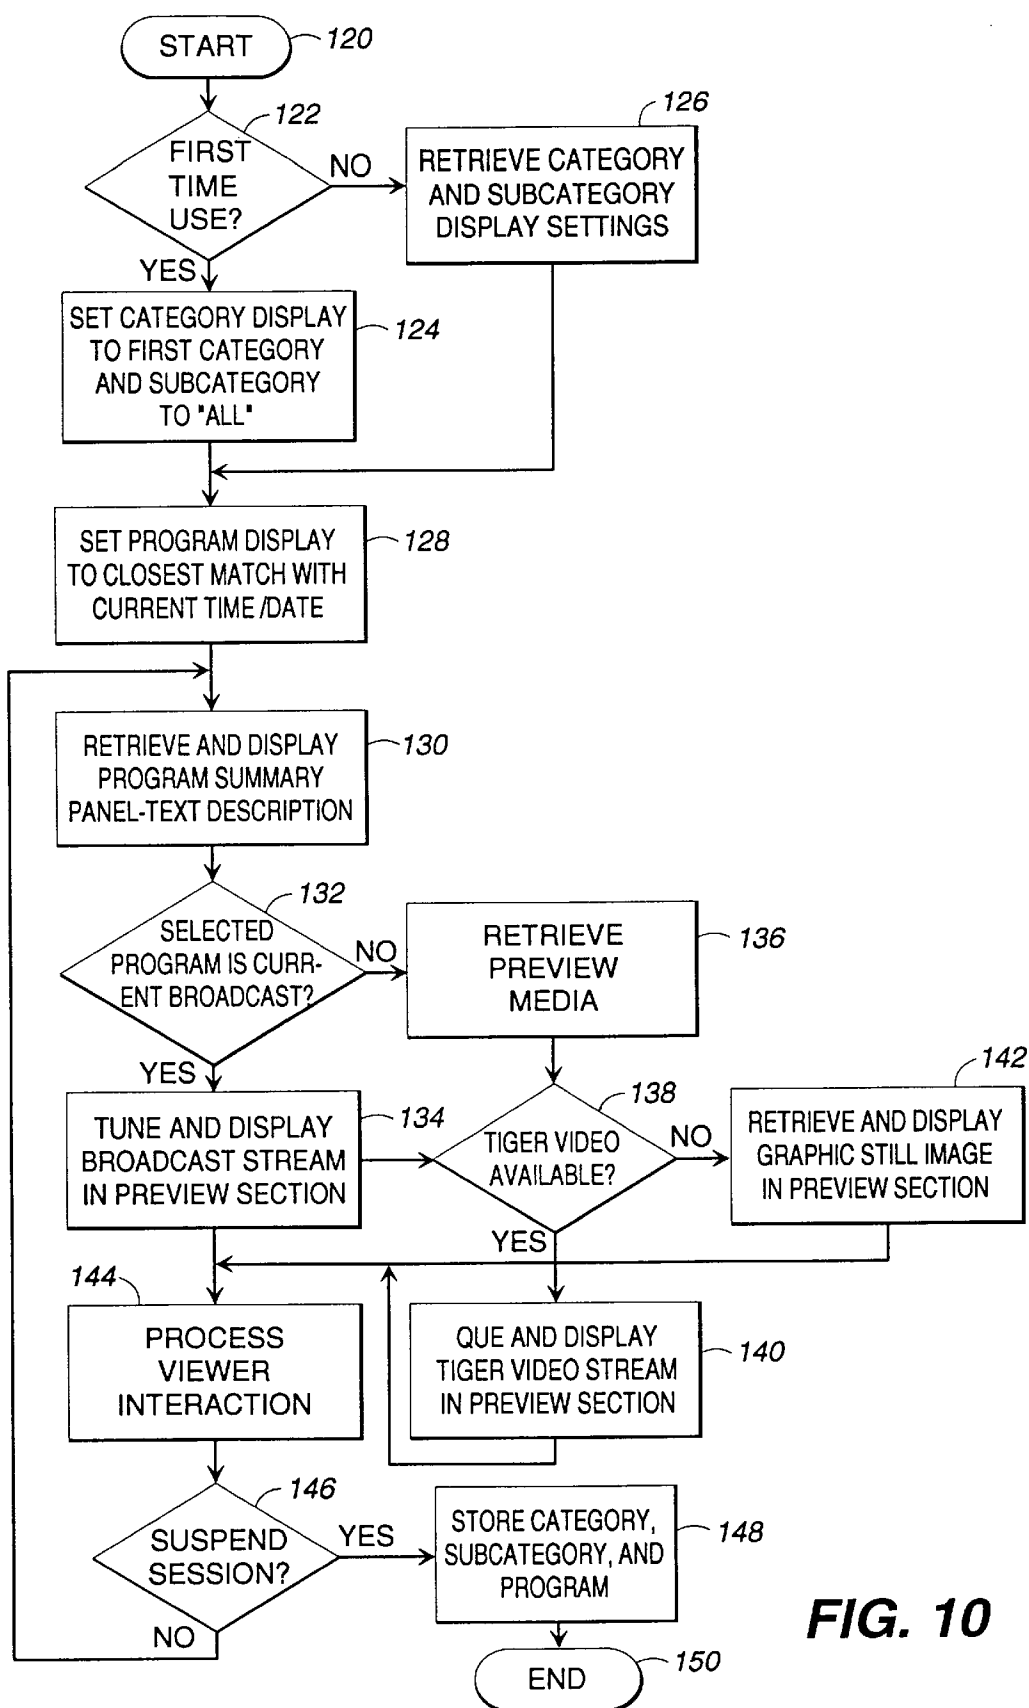 START
120
122
FIRST
TIME
USE?
NO
126
RETRIEVE CATEGORY
AND SUBCATEGORY
DISPLAY SETTINGS
YES
SET CATEGORY DISPLAY
TO FIRST CATEGORY
AND SUBCATEGORY
TO "ALL"
124
SET PROGRAM DISPLAY
TO CLOSEST MATCH WITH
CURRENT TIME /DATE
128
RETRIEVE AND DISPLAY
PROGRAM SUMMARY
PANEL-TEXT DESCRIPTION
130
132
SELECTED
PROGRAM IS CURR-
ENT BROADCAST?
NO
RETRIEVE
PREVIEW
MEDIA
136
YES
TUNE AND DISPLAY
BROADCAST STREAM
IN PREVIEW SECTION
134
138
TIGER VIDEO
AVAILABLE?
NO
142
RETRIEVE AND DISPLAY
GRAPHIC STILL IMAGE
IN PREVIEW SECTION
YES
144
PROCESS
VIEWER
INTERACTION
QUE AND DISPLAY
TIGER VIDEO STREAM
IN PREVIEW SECTION
140
146
SUSPEND
SESSION?
YES
STORE CATEGORY,
SUBCATEGORY, AND
PROGRAM
148
NO
END
150
FIG. 10